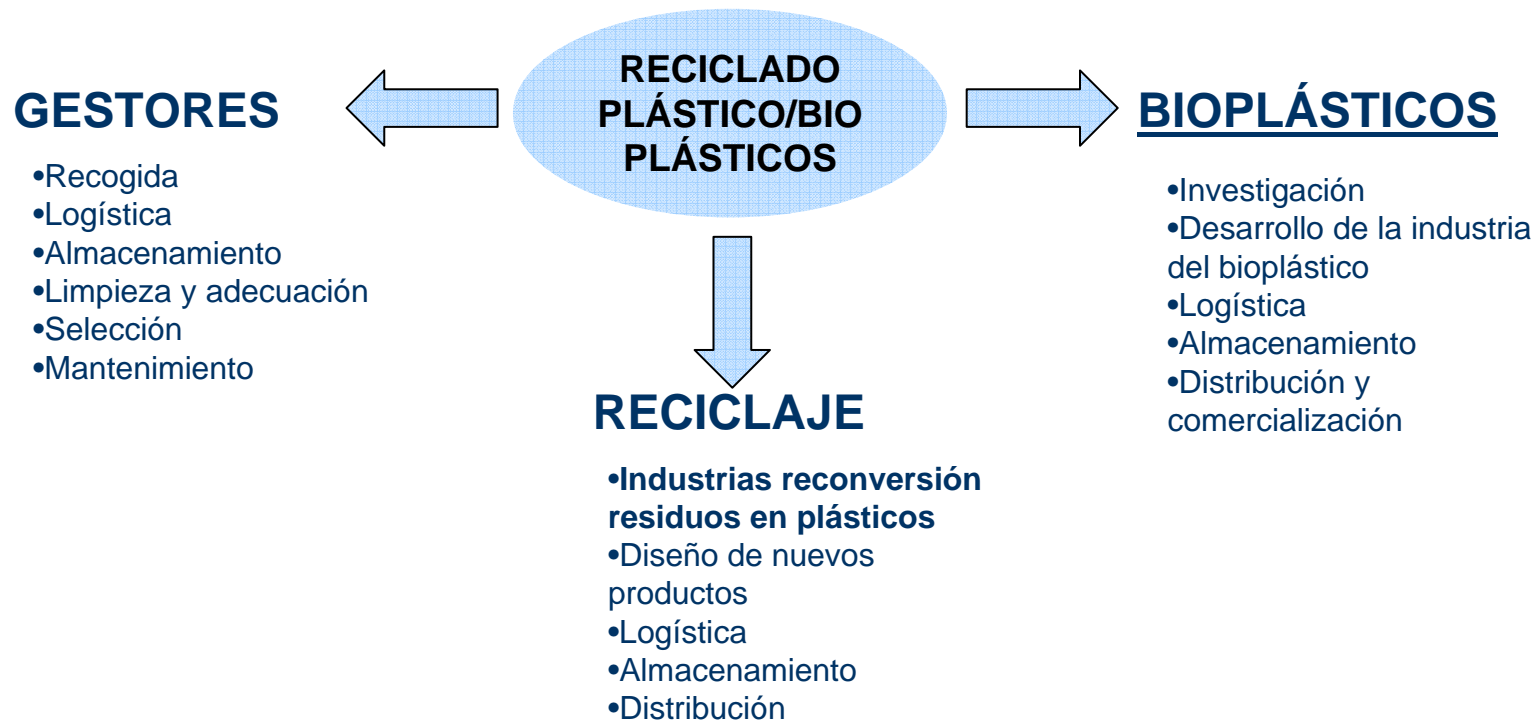 RECICLADO
PLÁSTICO/BIO
PLÁSTICOS
GESTORES
•Recogida
•Logística
•Almacenamiento
•Limpieza y adecuación
•Selección
•Mantenimiento
RECICLAJE
•Industrias reconversión
residuos en plásticos
•Diseño de nuevos
productos
•Logística
•Almacenamiento
•Distribución
BIOPLÁSTICOS
•Investigación
•Desarrollo de la industria
del bioplástico
•Logística
•Almacenamiento
•Distribución y
comercialización